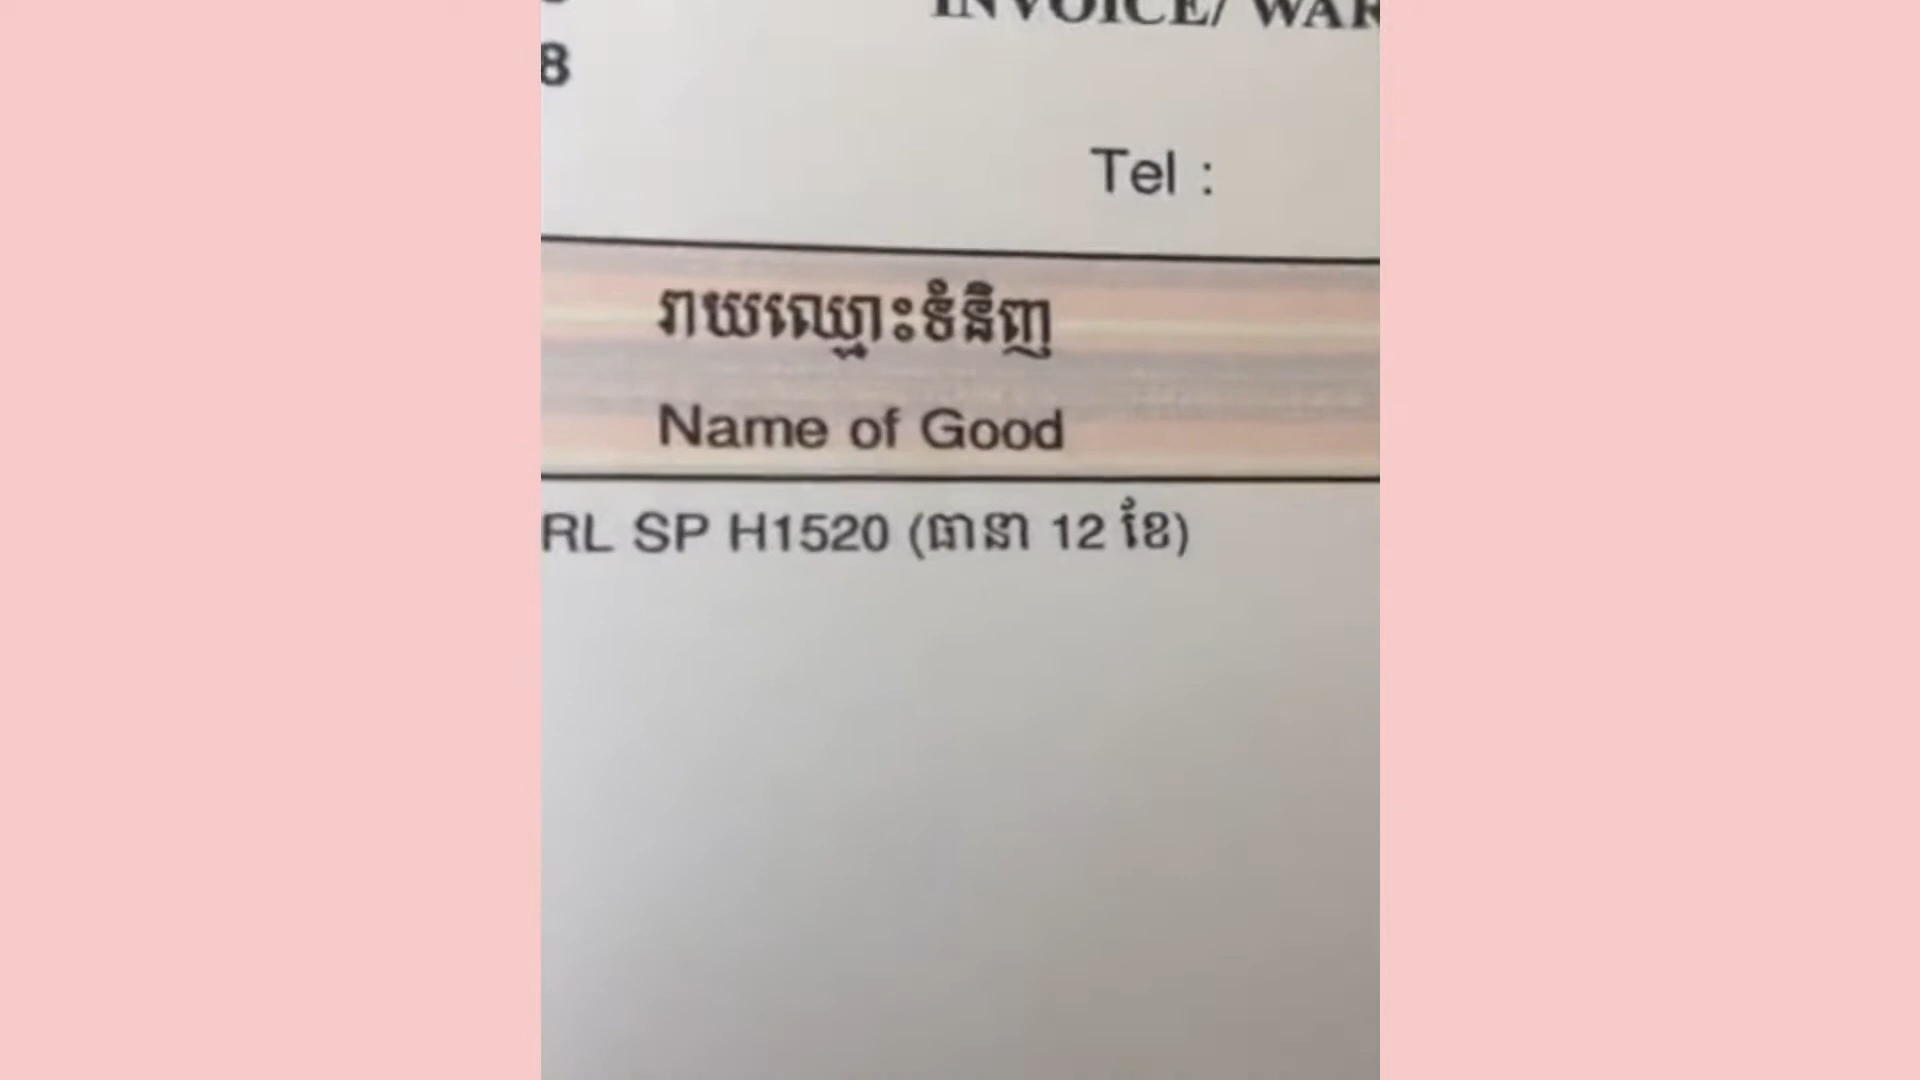 INVOICE/ WAR
8
Tel :
រាយឈ្មោះទំនិញ
Name of Good
RL SP H1520 (ធានា 12 ខែ)